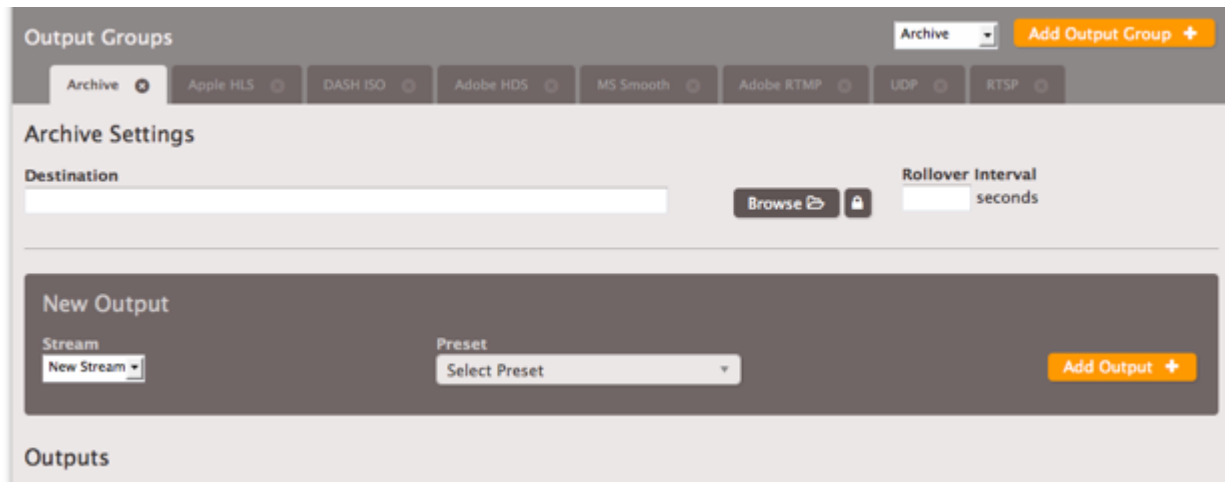 Output Groups
Archive
Add Output Group
Archive
Apple HLS
DASH ISO
Adobe HDS
MS Smooth
Adobe RTMP
UDP
RTSP
Archive Settings
Destination
Browse
Rollover Interval
seconds
New Output
Stream
New Stream
Preset
Select Preset
Add Output
Outputs